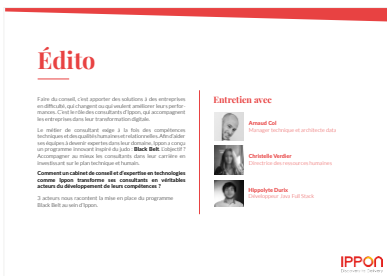 Édito
Faire du conseil, c'est apporter des solutions à des entreprises
en difficulté, qui changent ou qui veulent améliorer leurs perfor-
mances. C'est le rôle des consultants d'Ippon, qui accompagnent
les entreprises dans leur transformation digitale.
Le métier de consultant exige à la fois des compétences
techniques et des qualités humaines et relationnelles. Afin d'aider
ses équipes à devenir expertes dans leur domaine, Ippon a conçu
un programme innovant inspiré du judo : Black Belt. L'objectif ?
Accompagner au mieux les consultants dans leur carrière en
investissant sur le plan technique et humain.
Comment un cabinet de conseil et d'expertise en technologies
comme Ippon transforme ses consultants en véritables
acteurs du développement de leurs compétences ?
3 acteurs nous racontent la mise en place du programme
Black Belt au sein d'Ippon.
Entretien avec
Arnaud Col
Manager technique et architecte data
Christelle Verdier
Directrice des ressources humaines
Hippolyte Durix
Développeur Java Full Stack
IPPON